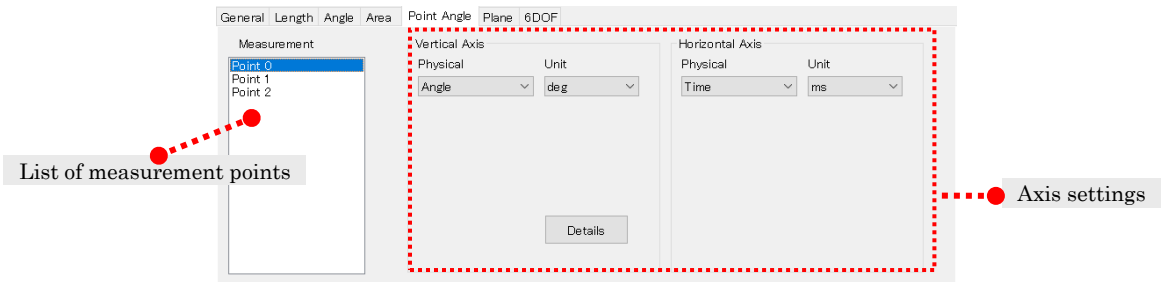 General Length Angle Area Point Angle Plane 6DOF
Measurement
Point 0
Point 1
Point 2
Vertical Axis
Physical Unit
Angle deg
Details
Horizontal Axis
Physical Unit
Time ms
List of measurement points
Axis settings